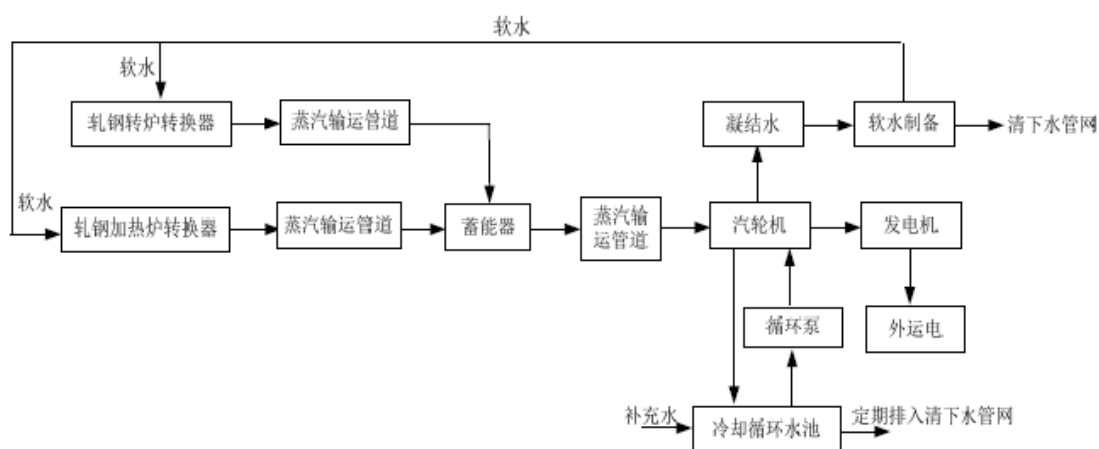 软水
软水
轧钢转炉转换器
蒸汽输运管道
凝结水
软水制备
清下水管网
软水
轧钢加热炉转换器
蒸汽输运管道
蓄能器
蒸汽输
运管道
汽轮机
发电机
循环泵
外运电
补充水
冷却循环水池
定期排入清下水管网